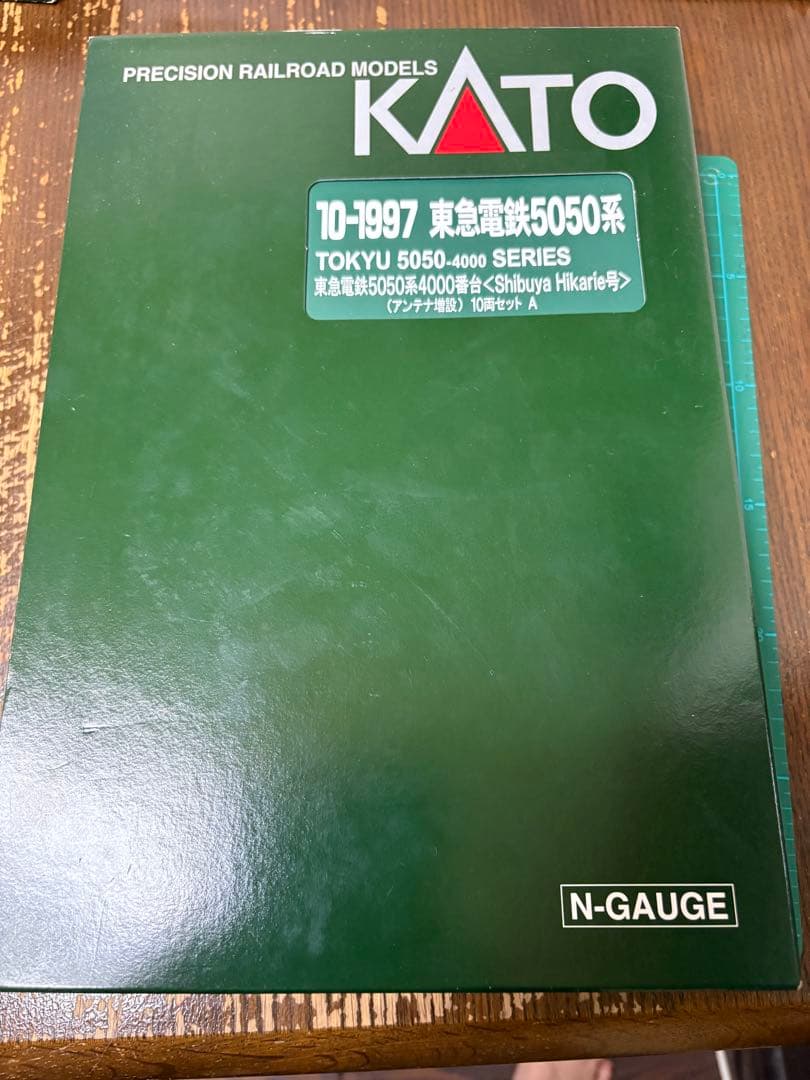 PRECISION RAILROAD MODELS
KATO
10-1997 東急電鉄5050系
TOKYU 5050-4000 SERIES
東急電鉄5050系4000番台<Shibuya Hikarie号>
(アンテナ増設) 10両セット A
N-GAUGE